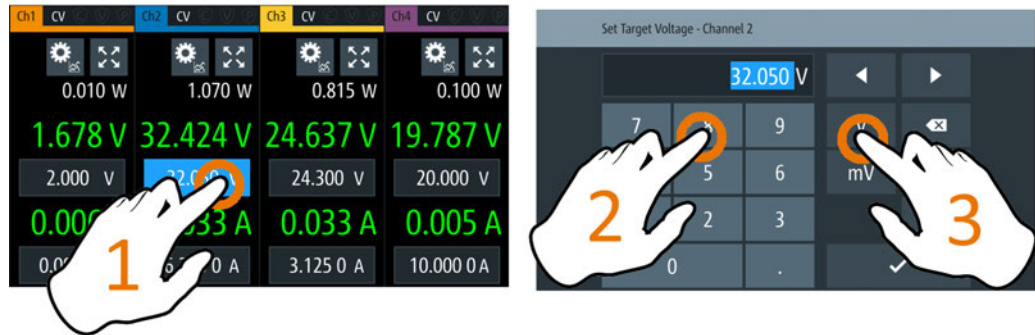 Ch1 CV C V P Ch2 CV C V P Ch3 CV C V P Ch4 CV C V P
0.010 W 1.070 W 0.815 W 0.100 W
1.678 V 32.424 V 24.637 V 19.787 V
2.000 V 24.300 V 20.000 V
A 0.033 A 0.005 A
0 A 3.125 0 A 10.000 0 A
1
Set Target Voltage - Channel 2
32.050 V
7 8 9
5 6 mV
2 3
0 .
2 3